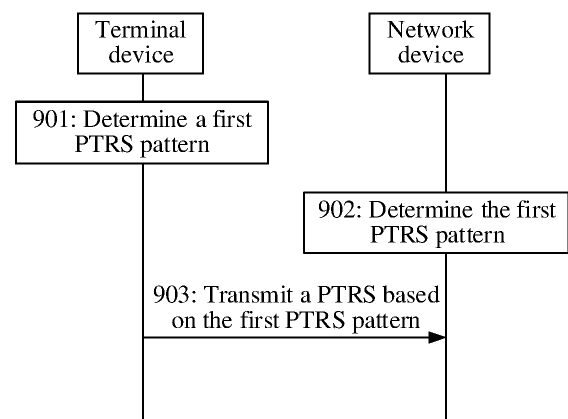 Terminal
device
Network
device
901: Determine a first
PTRS pattern
902: Determine the first
PTRS pattern
903: Transmit a PTRS based
on the first PTRS pattern